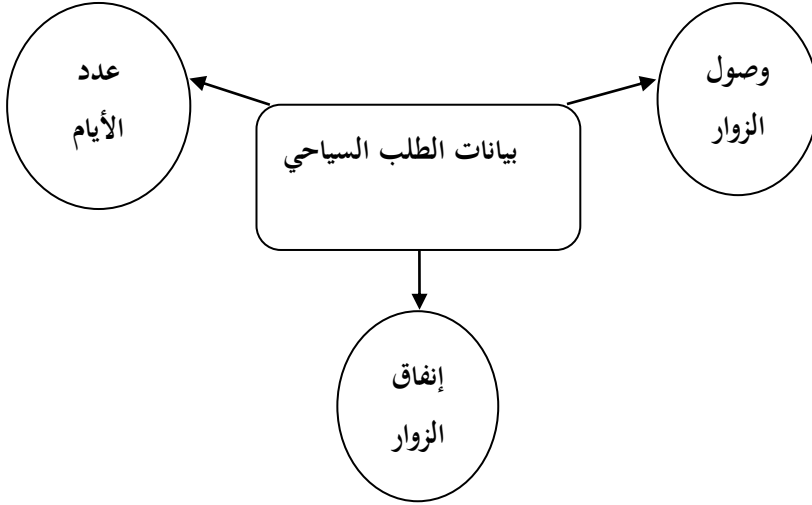 وصول
الزوار
عدد
الأيام
بيانات الطلب السياحي
إنفاق
الزوار